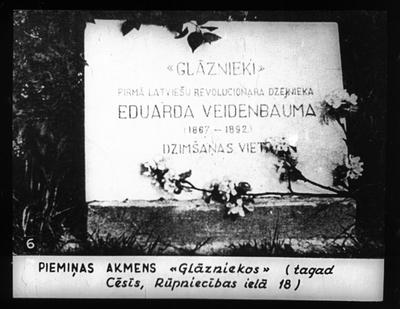 «GLĀZNIEKI»
PIRMĀ LATVIEŠU REVOLUCIONĀRA DZEJNIEKA
EDUARDA VEIDENBAUMA
(1867 — 1892)
DZIMŠANAS VIETA
6
PIEMIŅAS AKMENS «Glāzniekos» (tagad
Cēsīs, Rūpniecības ielā 18)